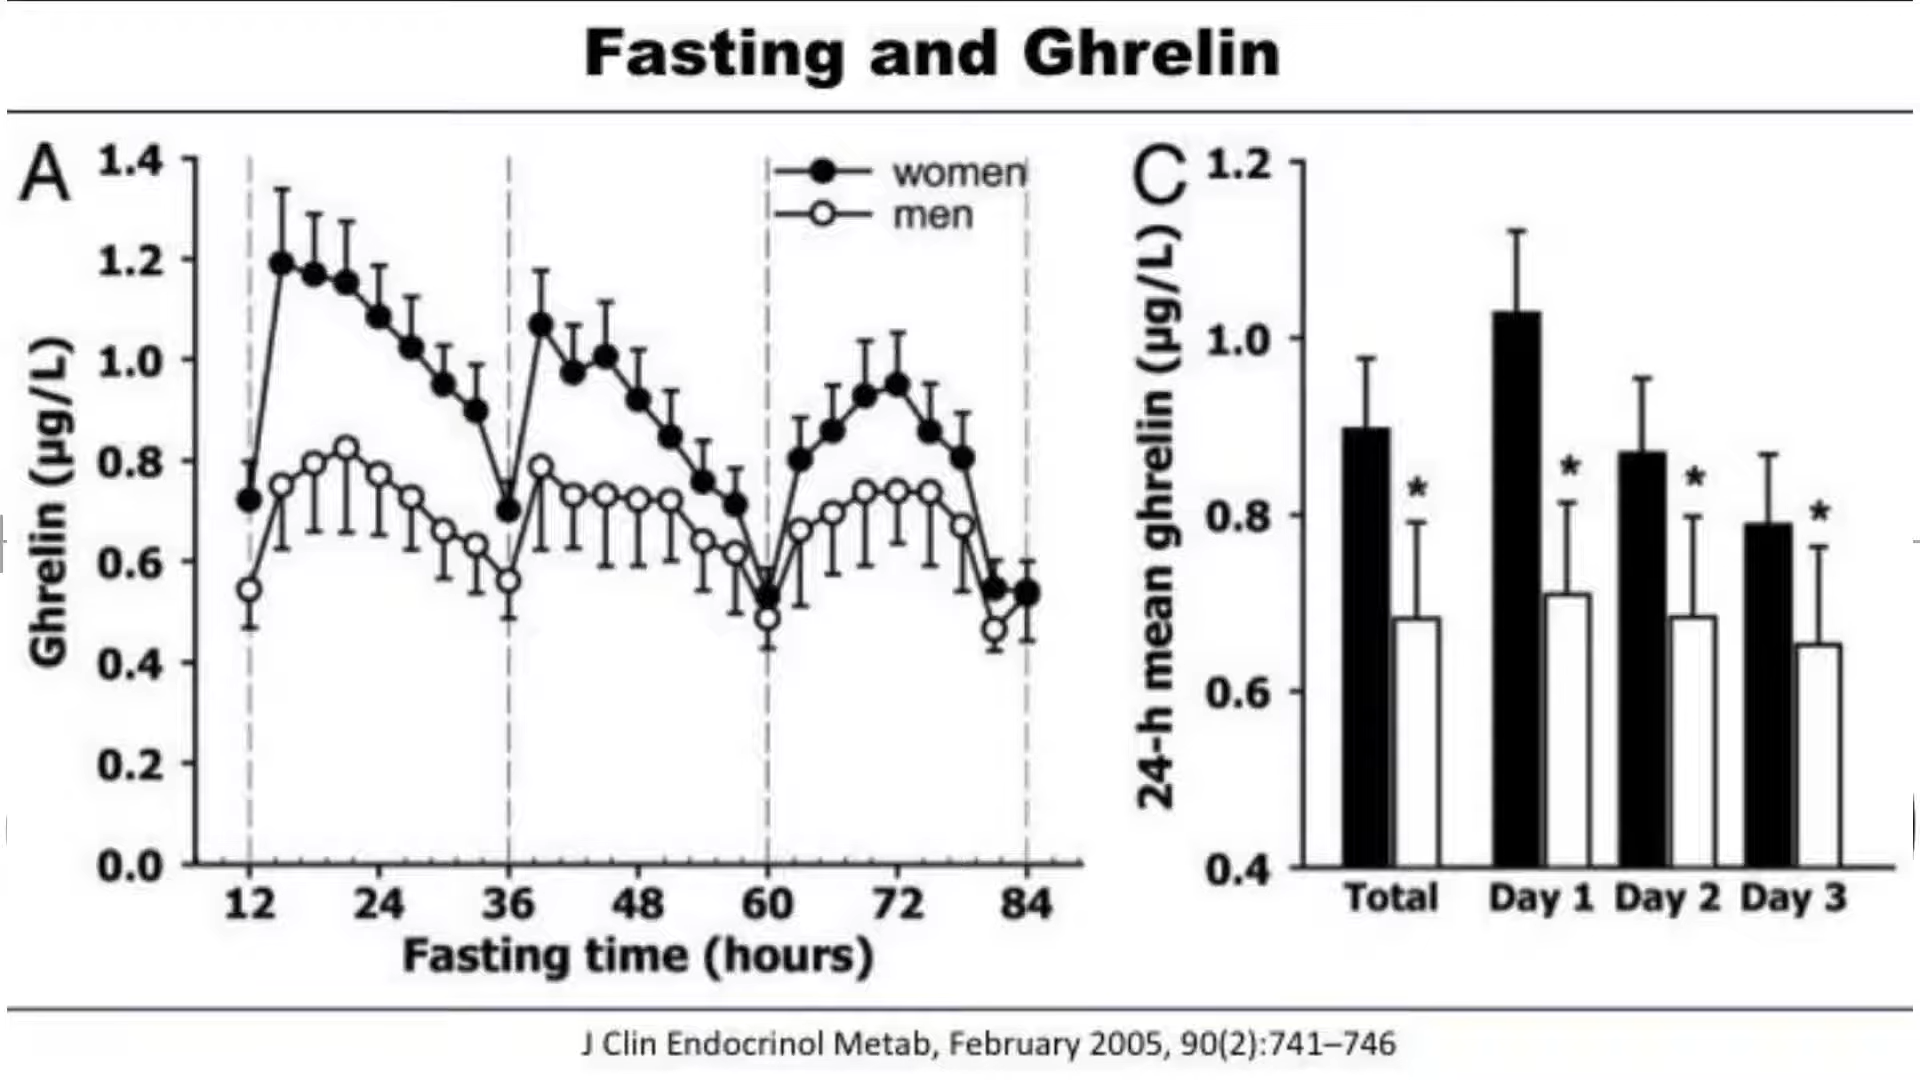 Fasting and Ghrelin
A
Ghrelin (µg/L)
1.4
1.2
1.0
0.8
0.6
0.4
0.2
0.0
women
men
12 24 36 48 60 72 84
Fasting time (hours)
C
24-h mean ghrelin (µg/L)
1.2
1.0
0.8
0.6
0.4
* * * *
Total Day 1 Day 2 Day 3
J Clin Endocrinol Metab, February 2005, 90(2):741–746